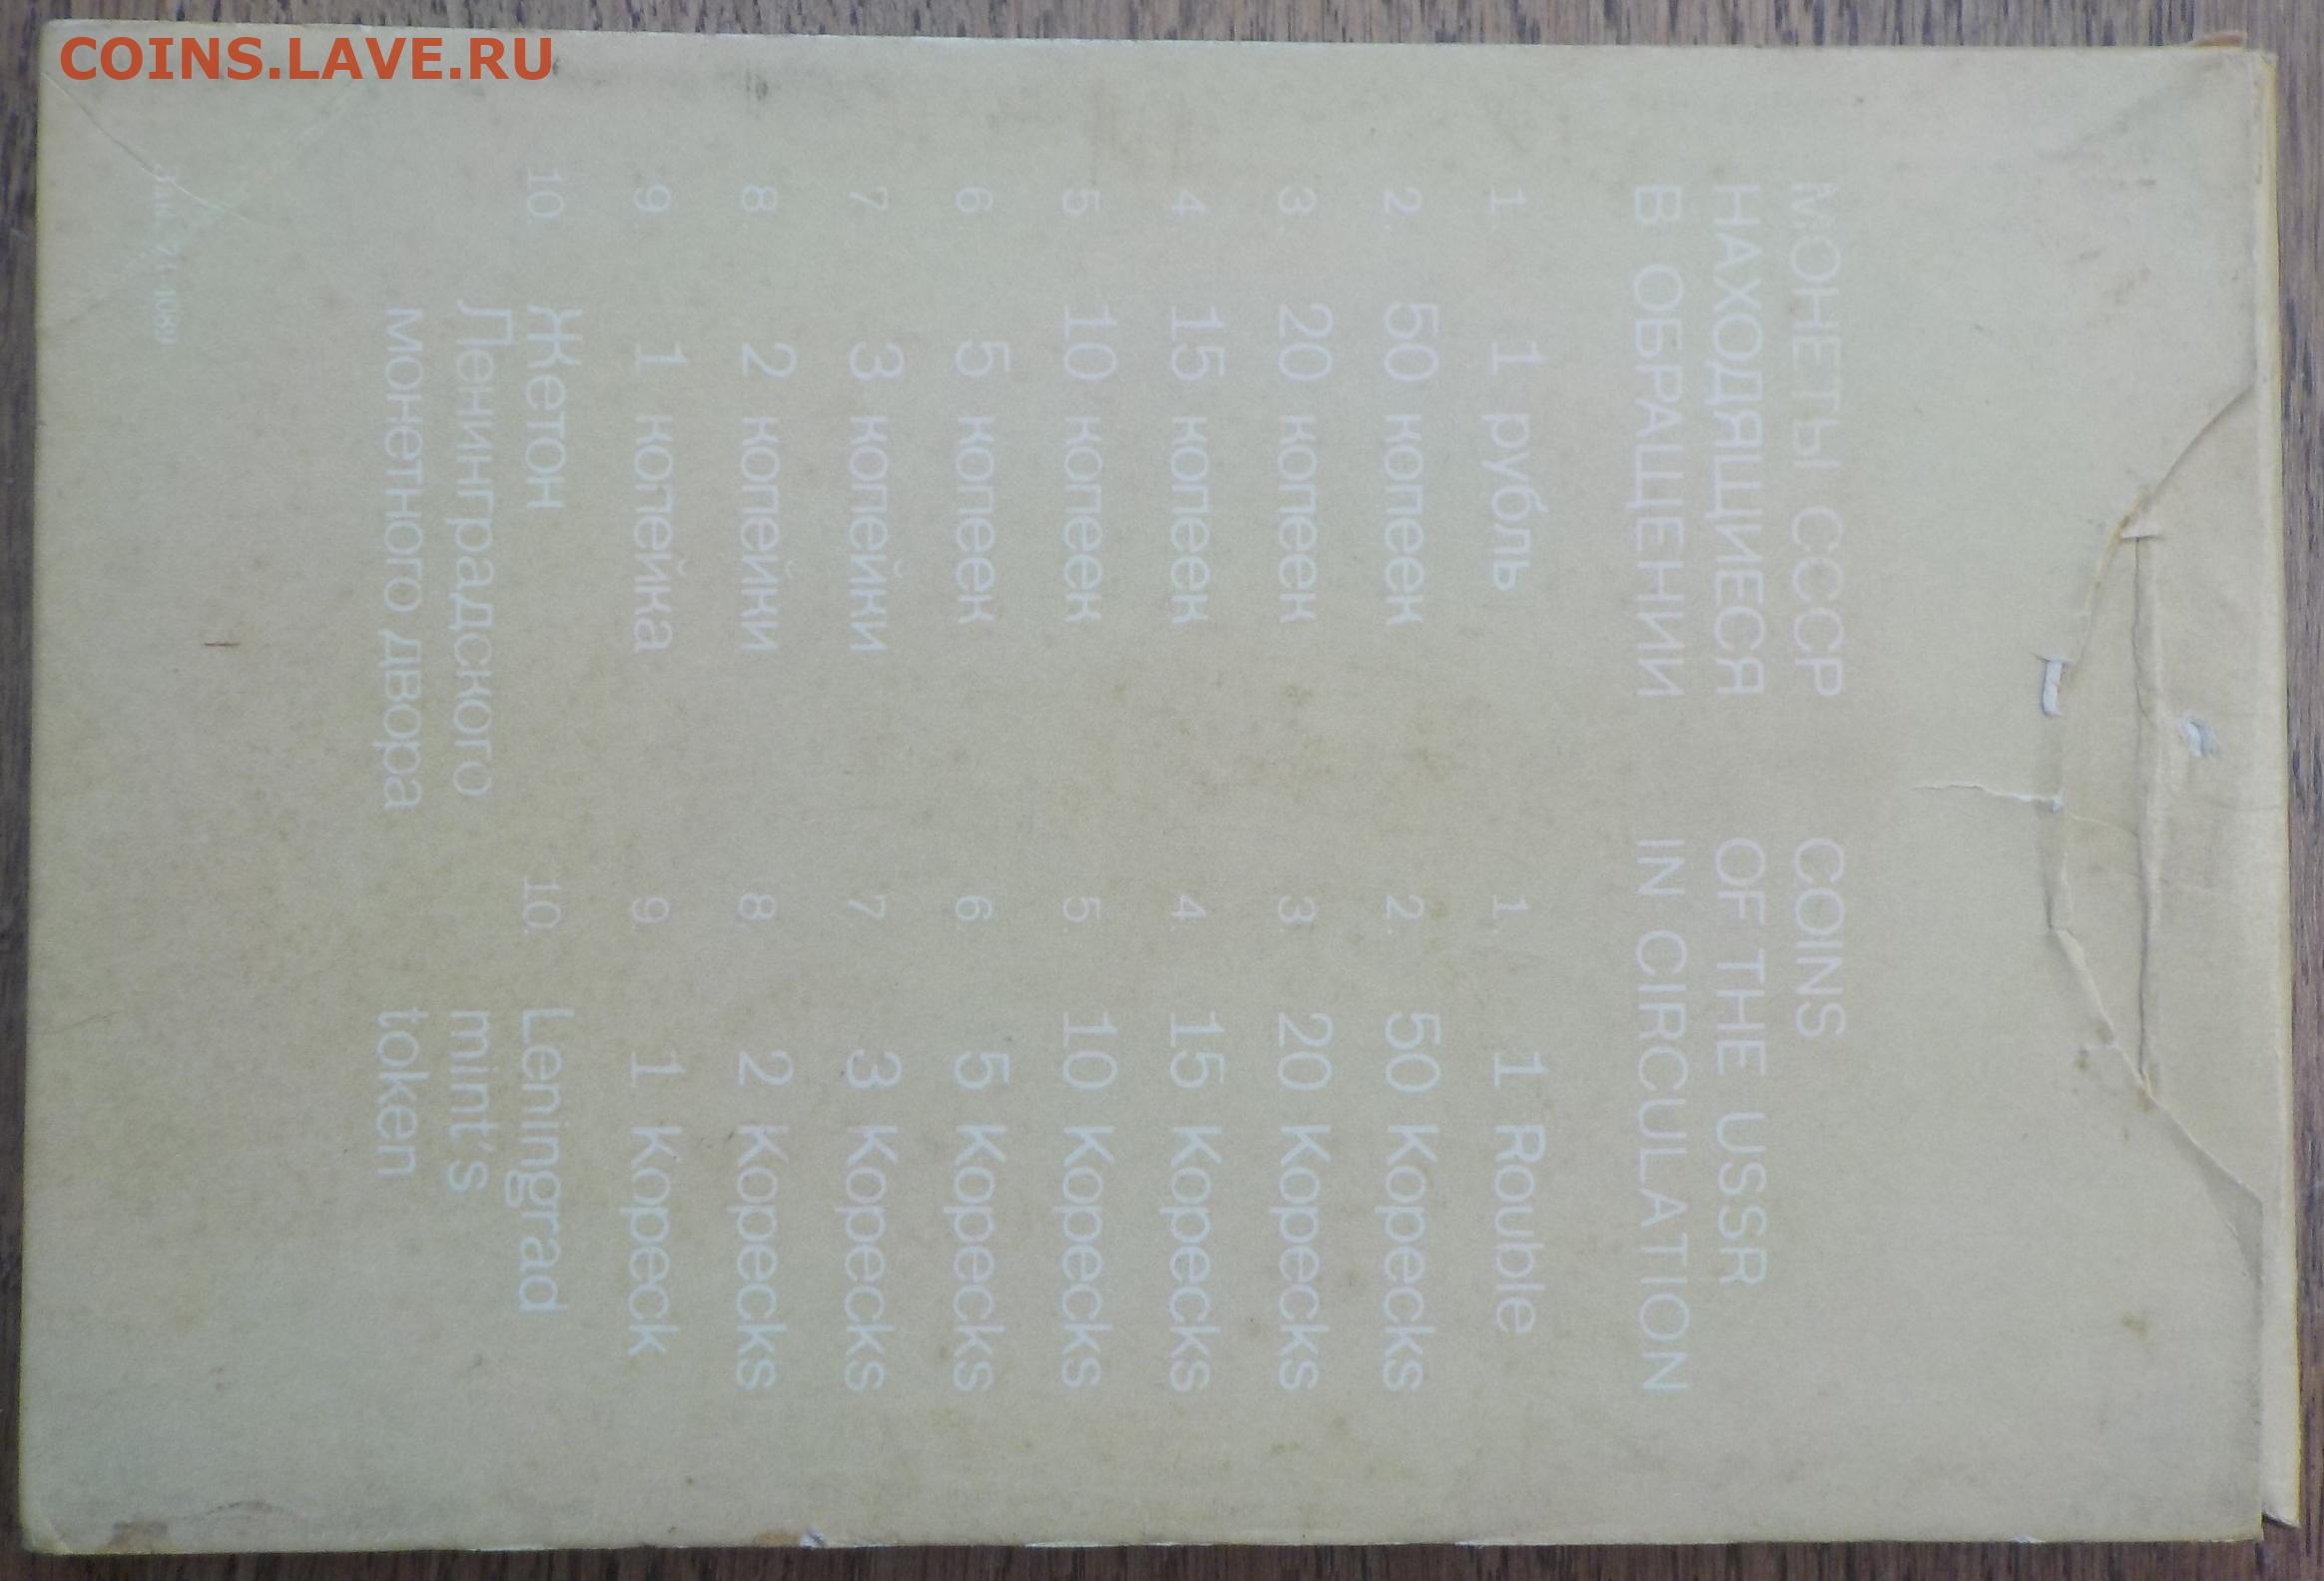 COINS.LAVE.RU
МОНЕТЫ СССР
НАХОДЯЩИЕСЯ
В ОБРАЩЕНИИ
1. 1 рубль
2. 50 копеек
3. 20 копеек
4. 15 копеек
5. 10 копеек
6. 5 копеек
7 3 копейки
8. 2 копейки
9 1 копейка
10. Жетон
Ленинградского
монетного двора
COINS
OF THE USSR
IN CIRCULATION
1. 1 Rouble
2. 50 Kopecks
3. 20 Kopecks
4. 15 Kopecks
5. 10 Kopecks
6. 5 Kopecks
7. 3 Kopecks
8. 2 Kopecks
9. 1 Kopeck
10. Leningrad
mint's
token
Зак.